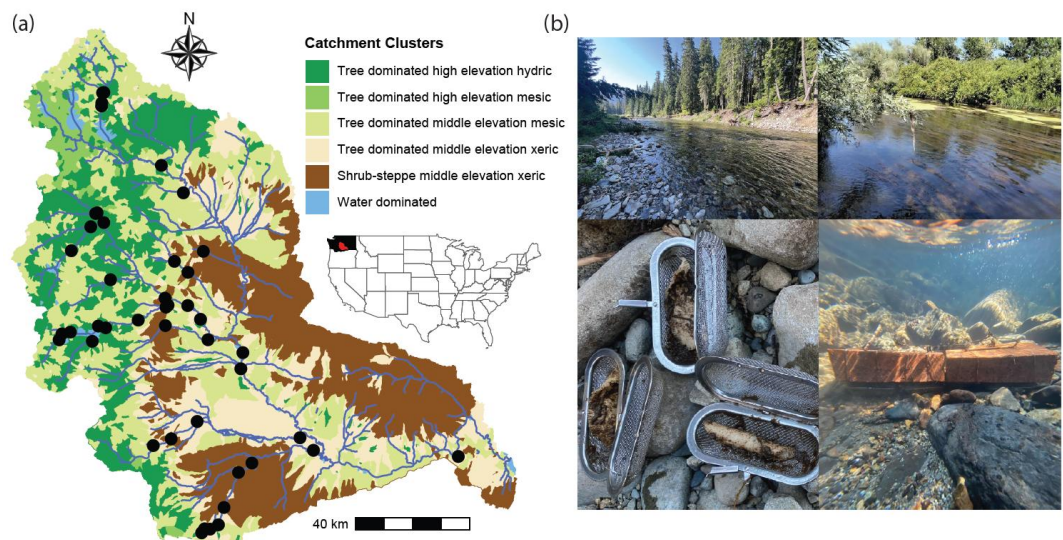 (a)
N
Catchment Clusters
Tree dominated high elevation hydric
Tree dominated high elevation mesic
Tree dominated middle elevation mesic
Tree dominated middle elevation xeric
Shrub-steppe middle elevation xeric
Water dominated
40 km
(b)